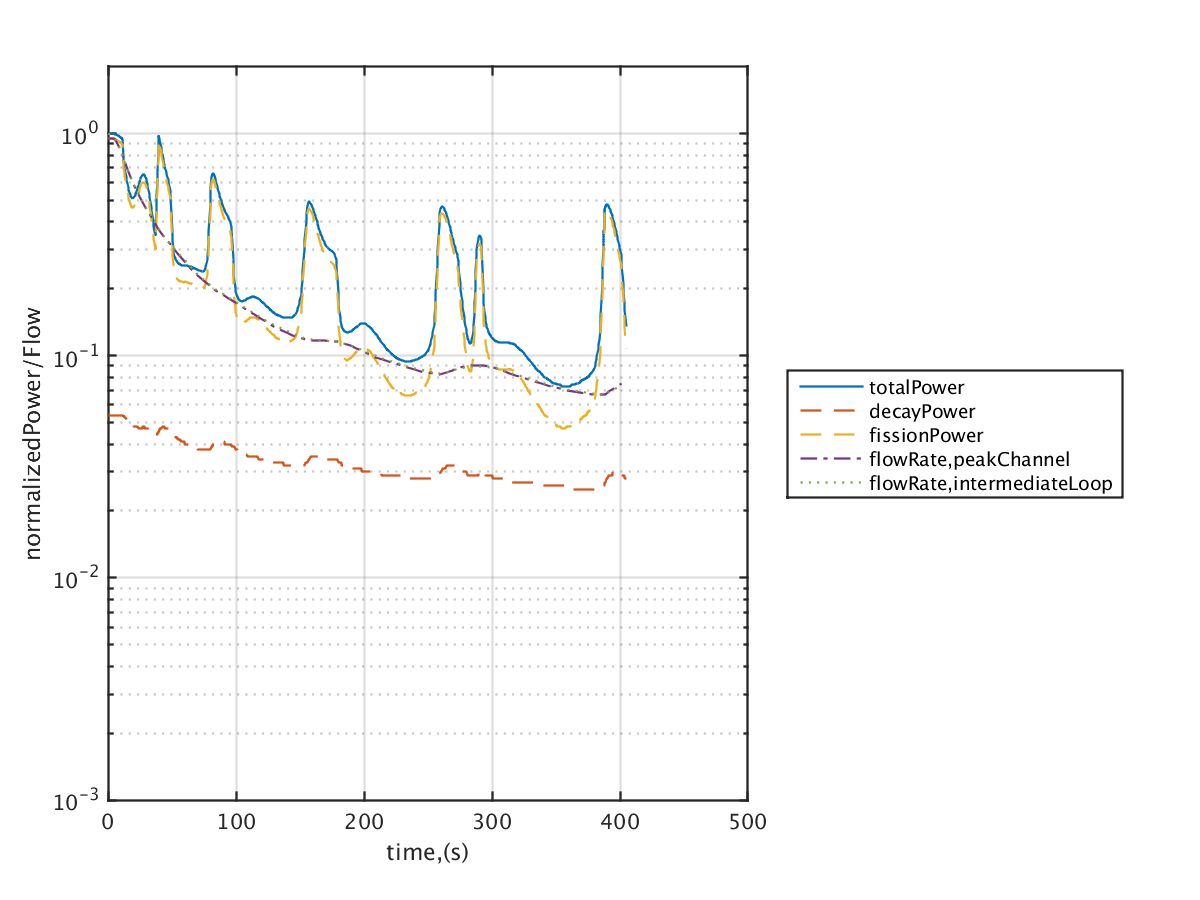 10^0
10^-1
10^-2
10^-3
normalizedPower/Flow
0 100 200 300 400 500
time,(s)
totalPower
decayPower
fissionPower
flowRate,peakChannel
flowRate,intermediateLoop